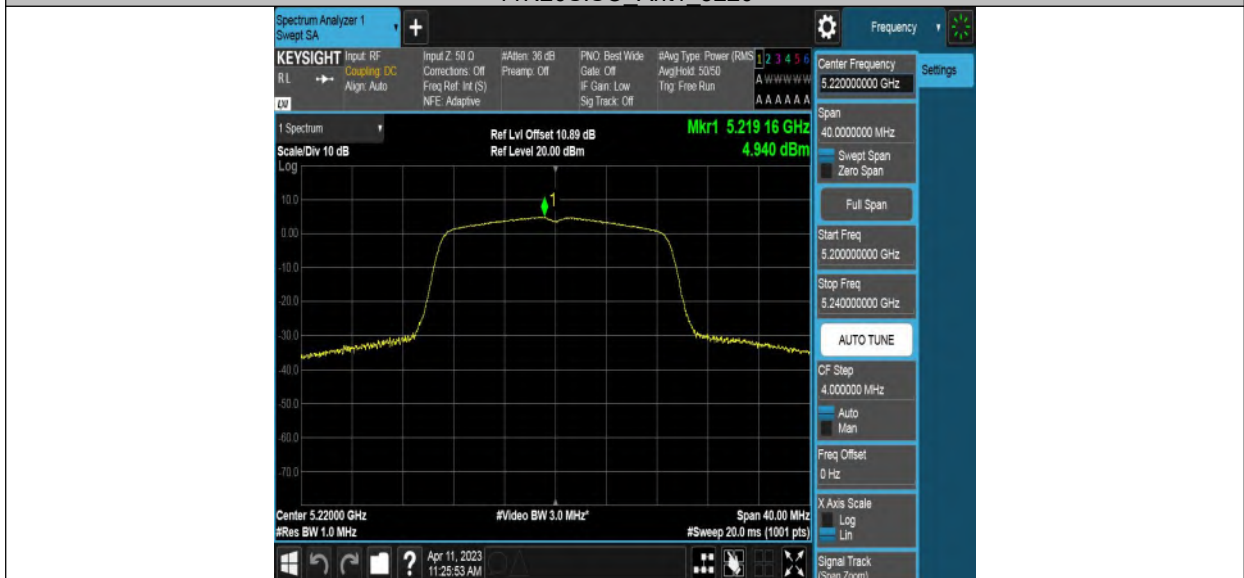 Spectrum Analyzer 1
Swept SA
+
Frequency
KEYSIGHT
RL
LXI
Input: RF
Coupling: DC
Align: Auto
Input Z: 50 Ω
Corrections: Off
Freq Ref: Int (S)
NFE: Adaptive
#Atten: 36 dB
Preamp: Off
PNO: Best Wide
Gate: Off
IF Gain: Low
Sig Track: Off
#Avg Type: Power (RMS
Avg|Hold: 50/50
Trig: Free Run
1 2 3 4 5 6
A W W W W W
A A A A A A
1 Spectrum
Scale/Div 10 dB
Log
Ref Lvl Offset 10.89 dB
Ref Level 20.00 dBm
Mkr1 5.219 16 GHz
4.940 dBm
10.0
0.00
-10.0
-20.0
-30.0
-40.0
-50.0
-60.0
-70.0
1
Center 5.22000 GHz
#Res BW 1.0 MHz
#Video BW 3.0 MHz*
Span 40.00 MHz
#Sweep 20.0 ms (1001 pts)
?
Apr 11, 2023
11:25:53 AM
Center Frequency
5.220000000 GHz
Settings
Span
40.0000000 MHz
Swept Span
Zero Span
Full Span
Start Freq
5.200000000 GHz
Stop Freq
5.240000000 GHz
AUTO TUNE
CF Step
4.000000 MHz
Auto
Man
Freq Offset
0 Hz
X Axis Scale
Log
Lin
Signal Track
(Span Zoom)